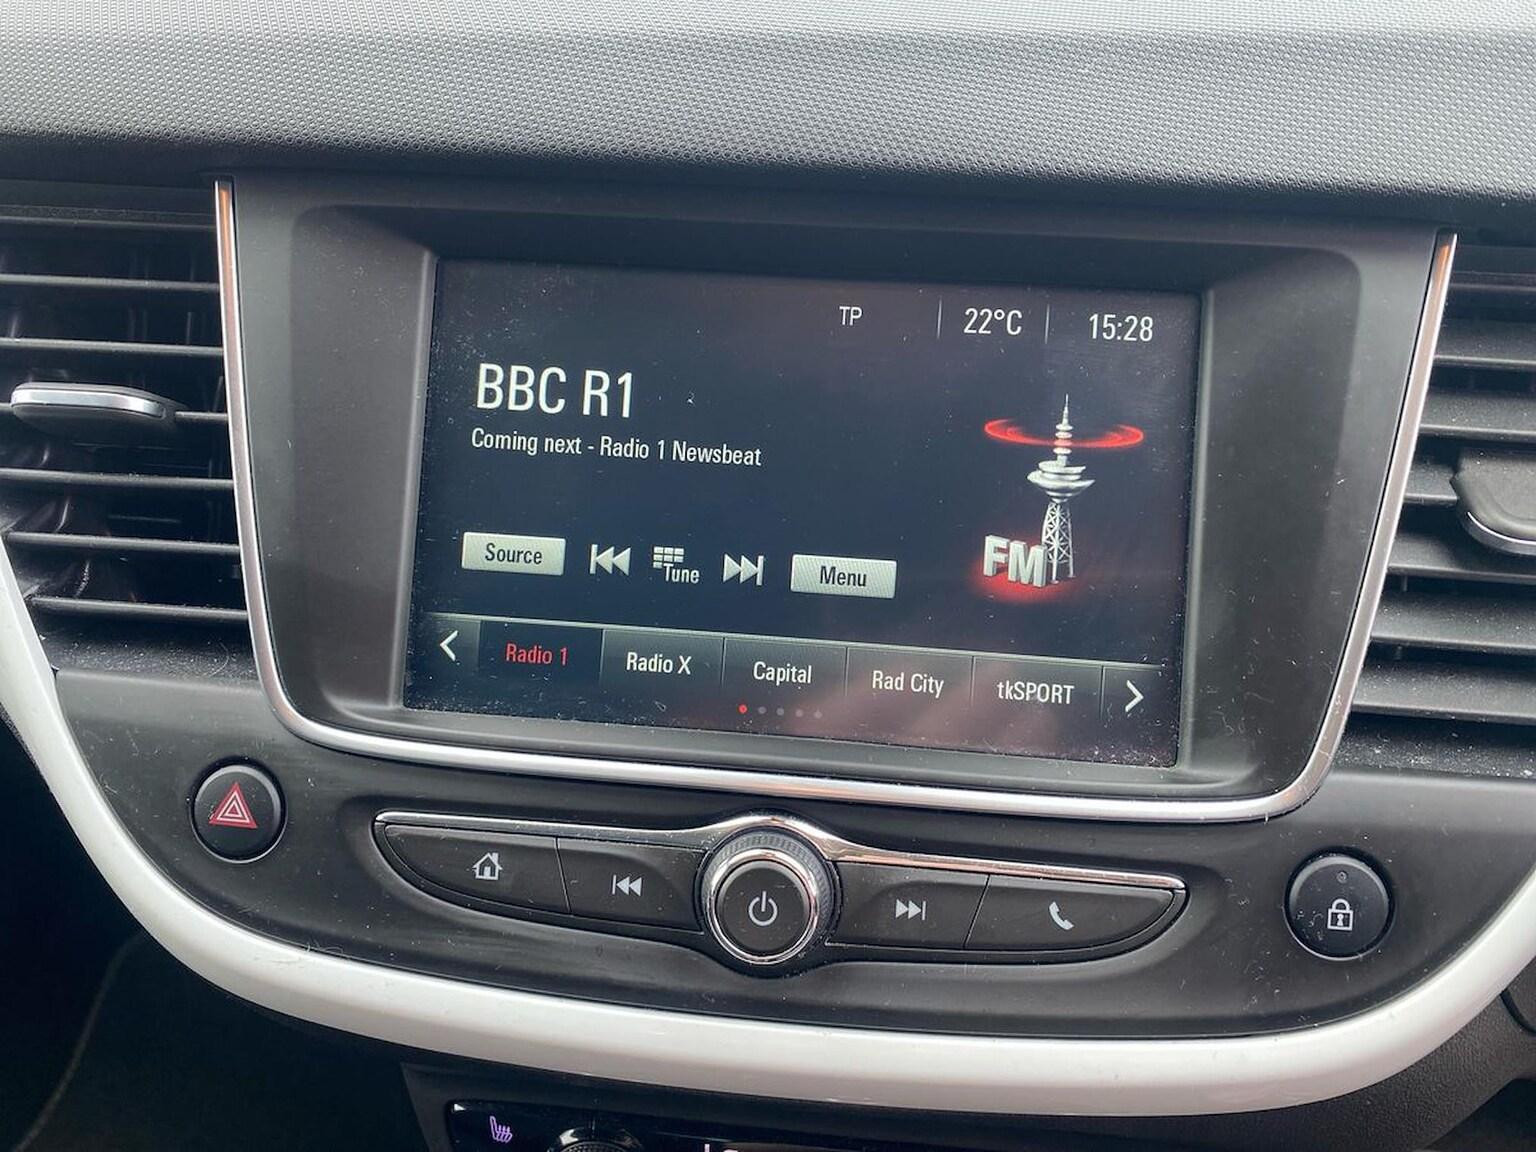 TP 22°C 15:28
BBC R1
Coming next - Radio 1 Newsbeat
FM
Source Tune Menu
Radio 1 Radio X Capital Rad City tkSPORT